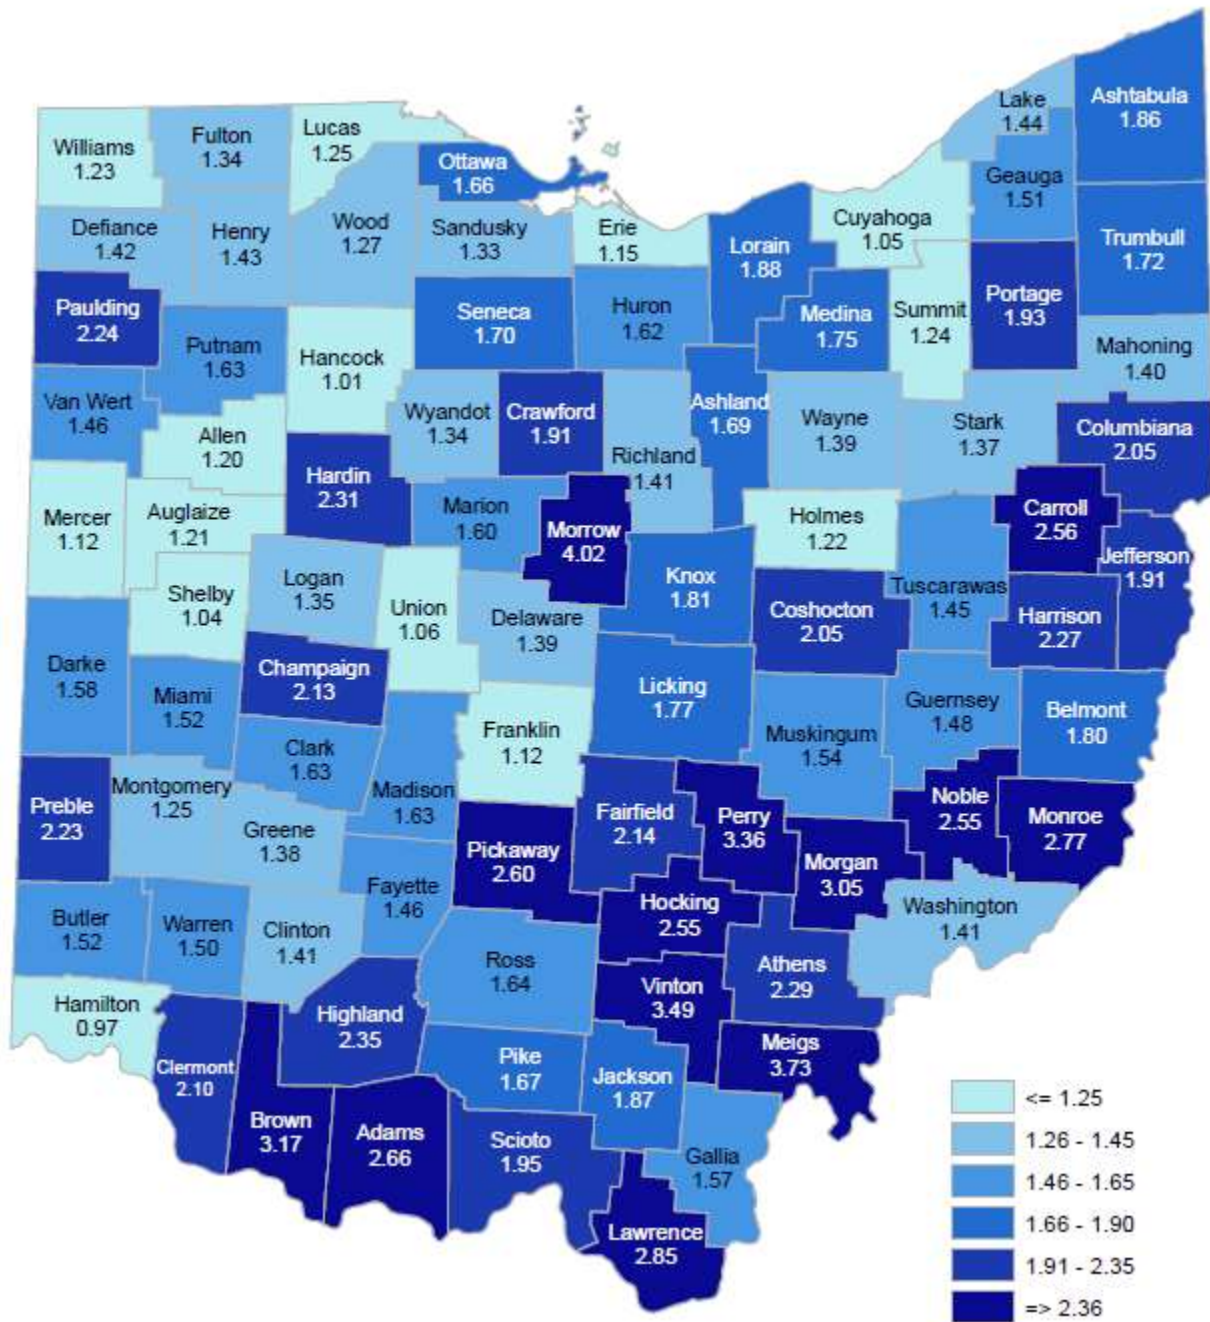 Ashtabula
1.86
Lake
1.44
Lucas
1.25
Fulton
1.34
Williams
1.23
Ottawa
1.66
Geauga
1.51
Cuyahoga
1.05
Defiance
1.42
Henry
1.43
Wood
1.27
Sandusky
1.33
Erie
1.15
Lorain
1.88
Trumbull
1.72
Paulding
2.24
Seneca
1.70
Huron
1.62
Medina
1.75
Summit
1.24
Portage
1.93
Putnam
1.63
Hancock
1.01
Mahoning
1.40
Van Wert
1.46
Wyandot
1.34
Crawford
1.91
Ashland
1.69
Wayne
1.39
Stark
1.37
Columbiana
2.05
Allen
1.20
Hardin
2.31
Richland
1.41
Mercer
1.12
Auglaize
1.21
Marion
1.60
Morrow
4.02
Holmes
1.22
Carroll
2.56
Jefferson
1.91
Shelby
1.04
Logan
1.35
Union
1.06
Delaware
1.39
Knox
1.81
Coshocton
2.05
Tuscarawas
1.45
Harrison
2.27
Darke
1.58
Miami
1.52
Champaign
2.13
Licking
1.77
Guernsey
1.48
Belmont
1.80
Clark
1.63
Franklin
1.12
Muskingum
1.54
Preble
2.23
Montgomery
1.25
Madison
1.63
Greene
1.38
Fairfield
2.14
Perry
3.36
Noble
2.55
Monroe
2.77
Pickaway
2.60
Morgan
3.05
Butler
1.52
Warren
1.50
Clinton
1.41
Fayette
1.46
Hocking
2.55
Washington
1.41
Ross
1.64
Athens
2.29
Hamilton
0.97
Highland
2.35
Vinton
3.49
Clermont
2.10
Pike
1.67
Jackson
1.87
Meigs
3.73
Brown
3.17
Adams
2.66
Scioto
1.95
Gallia
1.57
Lawrence
2.85
<= 1.25
1.26 - 1.45
1.46 - 1.65
1.66 - 1.90
1.91 - 2.35
=> 2.36